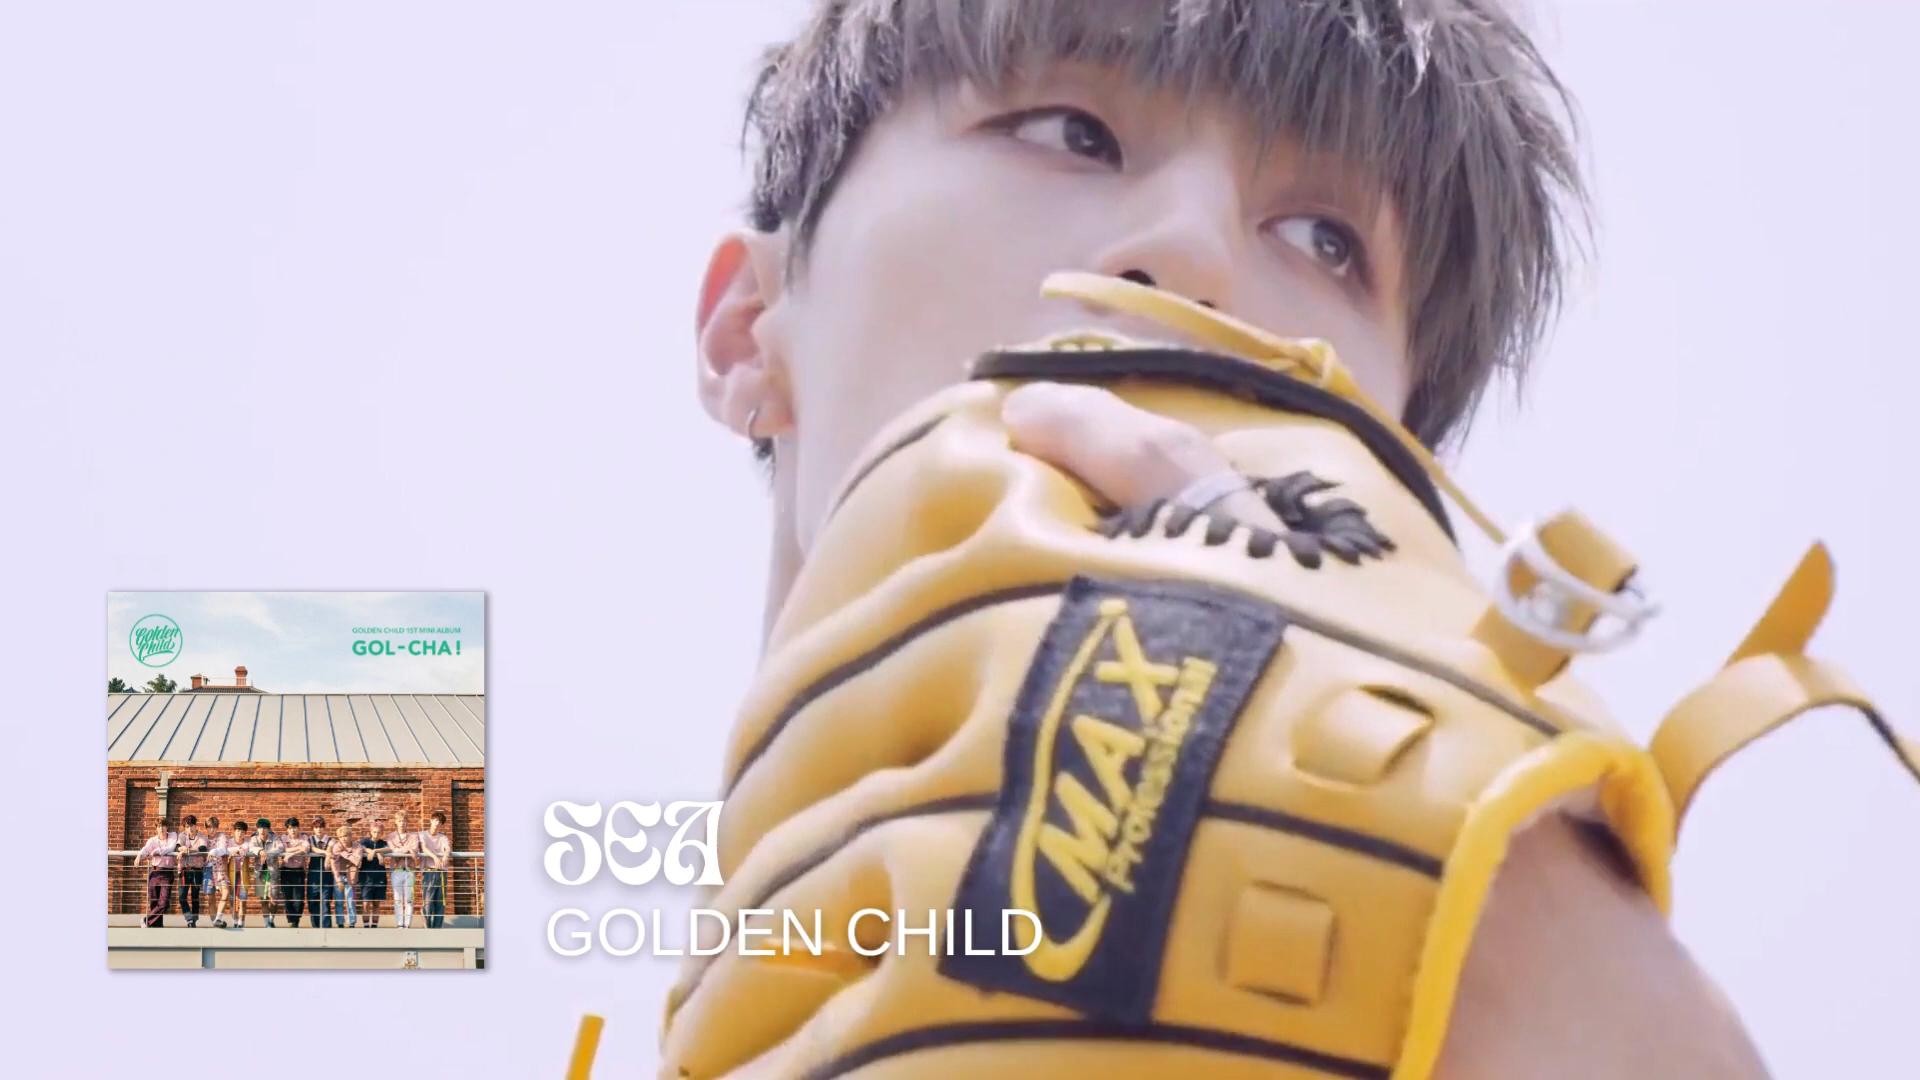 Golden
Child
GOLDEN CHILD 1ST MINI ALBUM
GOL-CHA!
SEA
GOLDEN CHILD
MAX
Professional